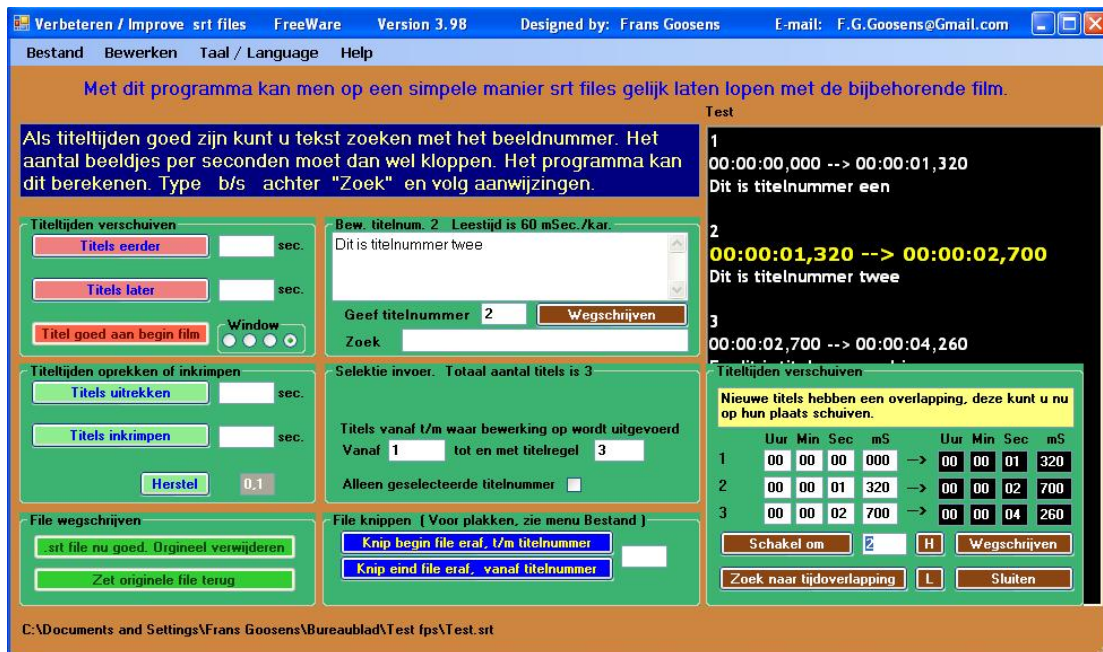 Verbeteren / Improve srt files FreeWare Version 3.98 Designed by: Frans Goosens E-mail: F.G.Goosens@Gmail.com
Bestand Bewerken Taal / Language Help
Met dit programma kan men op een simpele manier srt files gelijk laten lopen met de bijbehorende film.
Als titeltijden goed zijn kunt u tekst zoeken met het beeldnummer. Het
aantal beeldjes per seconden moet dan wel kloppen. Het programma kan
dit berekenen. Type b/s achter "Zoek" en volg aanwijzingen.
Test
1
00:00:00,000 --> 00:00:01,320
Dit is titelnummer een
2
00:00:01,320 --> 00:00:02,700
Dit is titelnummer twee
3
00:00:02,700 --> 00:00:04,260
Titeltijden verschuiven
Titels eerder sec.
Titels later sec.
Titel goed aan begin film Window
Bew. titelnum. 2 Leestijd is 60 mSec./kar.
Dit is titelnummer twee
Geef titelnummer 2 Wegschrijven
Zoek
Titeltijden oprekken of inkrimpen
Titels uitrekken sec.
Titels inkrimpen sec.
Herstel 0,1
Selektie invoer. Totaal aantal titels is 3
Titels vanaf t/m waar bewerking op wordt uitgevoerd
Vanaf 1 tot en met titelregel 3
Alleen geselecteerde titelnummer
Titeltijden verschuiven
Nieuwe titels hebben een overlapping, deze kunt u nu
op hun plaats schuiven.
Uur Min Sec mS Uur Min Sec mS
1 00 00 00 000 --> 00 00 01 320
2 00 00 01 320 --> 00 00 02 700
3 00 00 02 700 --> 00 00 04 260
Schakel om 2 H Wegschrijven
Zoek naar tijdoverlapping L Sluiten
File wegschrijven
.srt file nu goed. Orgineel verwijderen
Zet originele file terug
File knippen ( Voor plakken, zie menu Bestand )
Knip begin file eraf, t/m titelnummer
Knip eind file eraf, vanaf titelnummer
C:\Documents and Settings\Frans Goosens\Bureaublad\Test fps\Test.srt